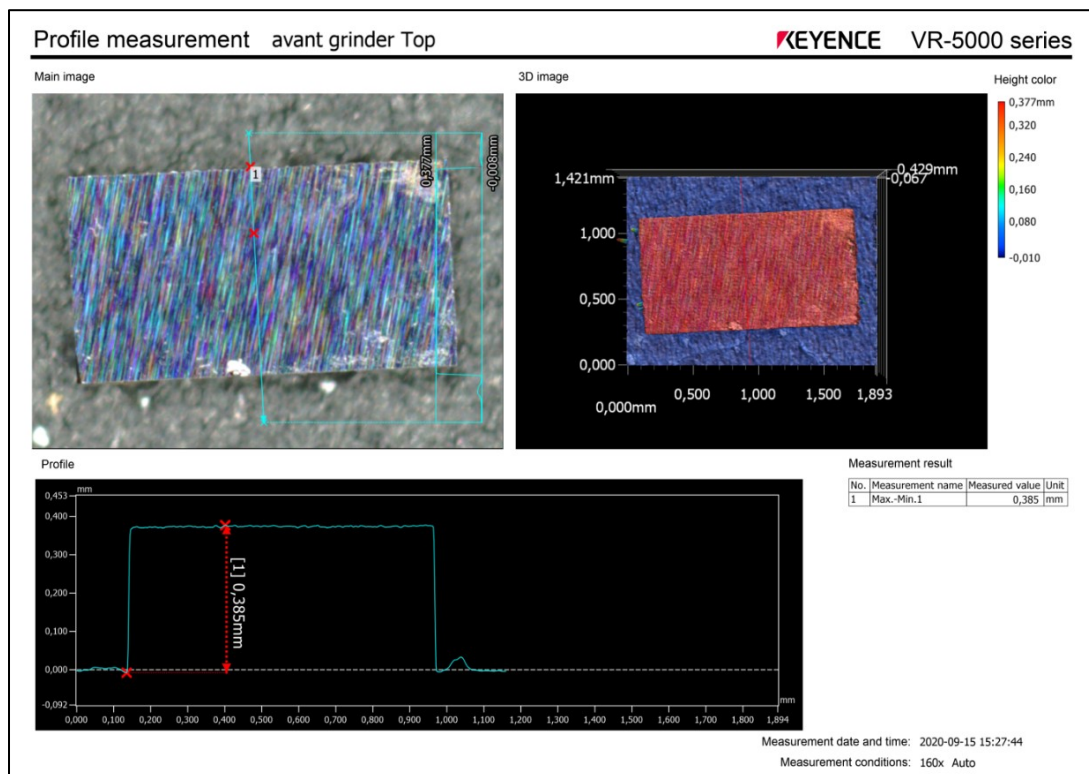 Profile measurement avant grinder Top KEYENCE VR-5000 series
Main image
1
0,377mm
-0,008mm
3D image
1,421mm
1,000
0,500
0,000
0,000mm
0,500
1,000
1,500
1,893
0,429mm
-0,067
Height color
0,377mm
0,320
0,240
0,160
0,080
-0,010
Profile
mm
0,453
0,400
0,300
0,200
0,100
0,000
-0,092
[1] 0,385mm
mm
0,000 0,100 0,200 0,300 0,400 0,500 0,600 0,700 0,800 0,900 1,000 1,100 1,200 1,300 1,400 1,500 1,600 1,700 1,894
Measurement result
No. Measurement name Measured value Unit
1 Max.-Min.1 0,385 mm
Measurement date and time: 2020-09-15 15:27:44
Measurement conditions: 160x Auto